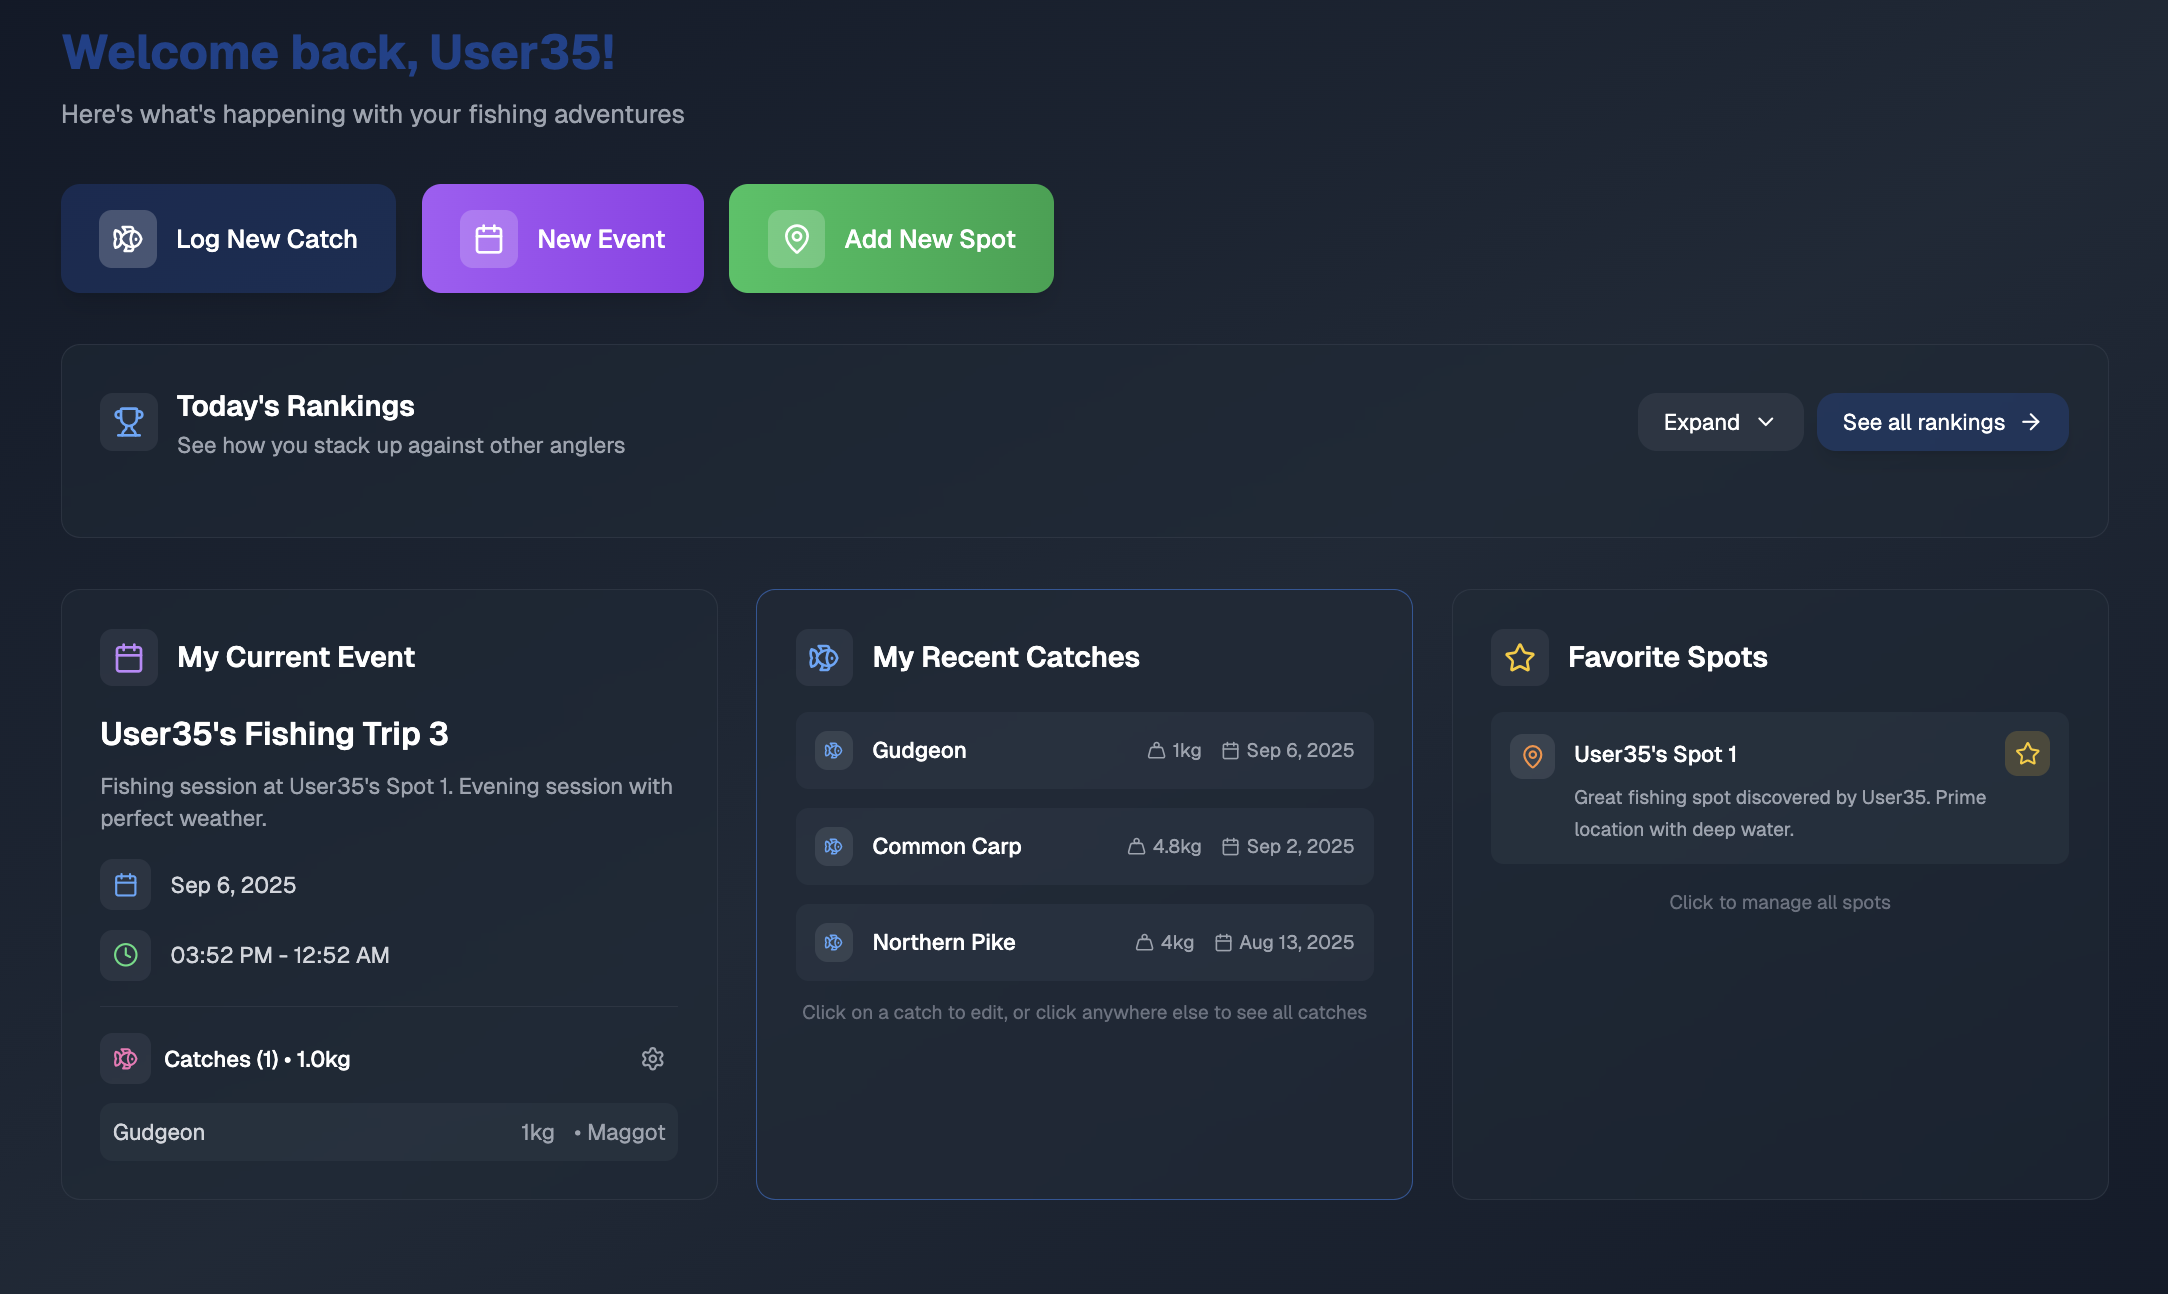 Welcome back, User35!
Here's what's happening with your fishing adventures
Log New Catch
New Event
Add New Spot
Today's Rankings
See how you stack up against other anglers
Expand
See all rankings
My Current Event
User35's Fishing Trip 3
Fishing session at User35's Spot 1. Evening session with
perfect weather.
Sep 6, 2025
03:52 PM - 12:52 AM
Catches (1) • 1.0kg
Gudgeon 1kg • Maggot
My Recent Catches
Gudgeon 1kg Sep 6, 2025
Common Carp 4.8kg Sep 2, 2025
Northern Pike 4kg Aug 13, 2025
Click on a catch to edit, or click anywhere else to see all catches
Favorite Spots
User35's Spot 1
Great fishing spot discovered by User35. Prime
location with deep water.
Click to manage all spots